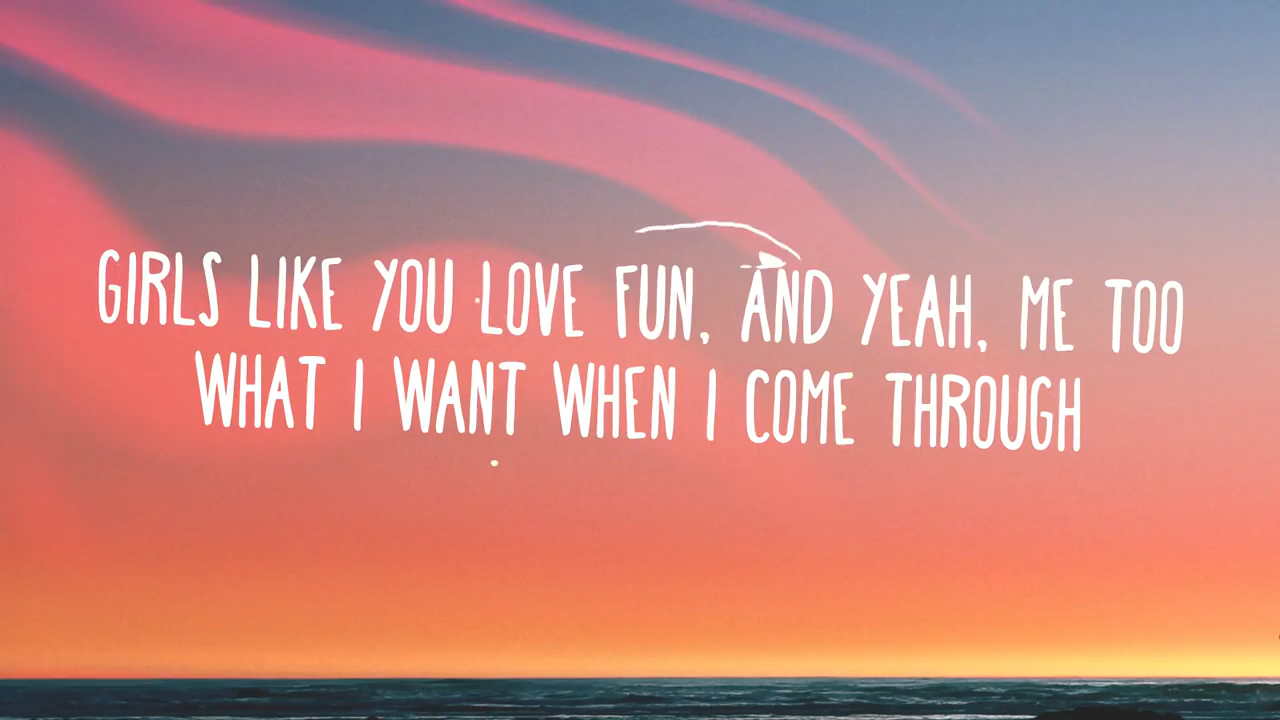 GIRLS LIKE YOU LOVE FUN, AND YEAH, ME TOO
WHAT I WANT WHEN I COME THROUGH